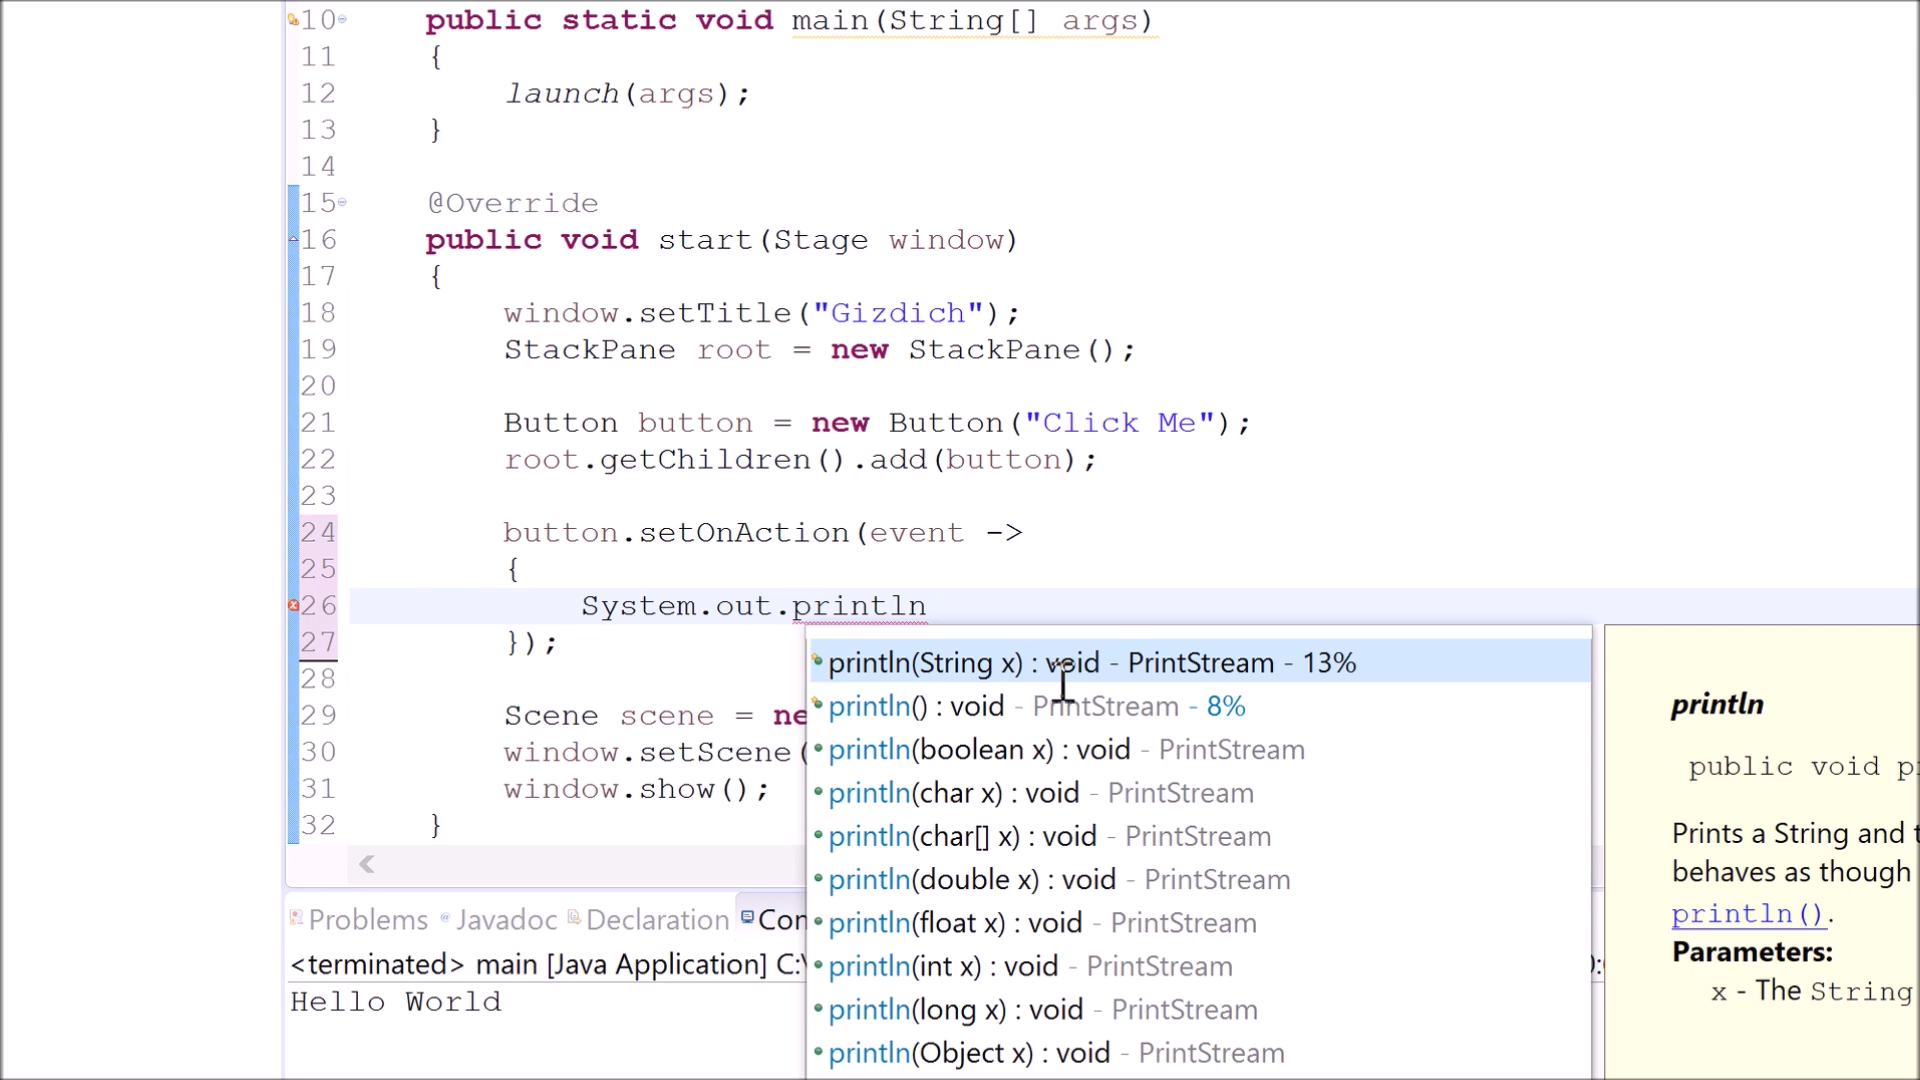 10 public static void main(String[] args)
11 {
12 launch(args);
13 }
14
15 @Override
16 public void start(Stage window)
17 {
18 window.setTitle("Gizdich");
19 StackPane root = new StackPane();
20
21 Button button = new Button("Click Me");
22 root.getChildren().add(button);
23
24 button.setOnAction(event ->
25 {
26 System.out.println
27 });
28
29 Scene scene = ne
30 window.setScene(
31 window.show();
32 }
println(String x) : void - PrintStream - 13%
println() : void - PrintStream - 8%
println(boolean x) : void - PrintStream
println(char x) : void - PrintStream
println(char[] x) : void - PrintStream
println(double x) : void - PrintStream
println(float x) : void - PrintStream
println(int x) : void - PrintStream
println(long x) : void - PrintStream
println(Object x) : void - PrintStream
println
public void p
Prints a String and t
behaves as though
println().
Parameters:
x - The String
Problems Javadoc Declaration Con
<terminated> main [Java Application] C:\
Hello World